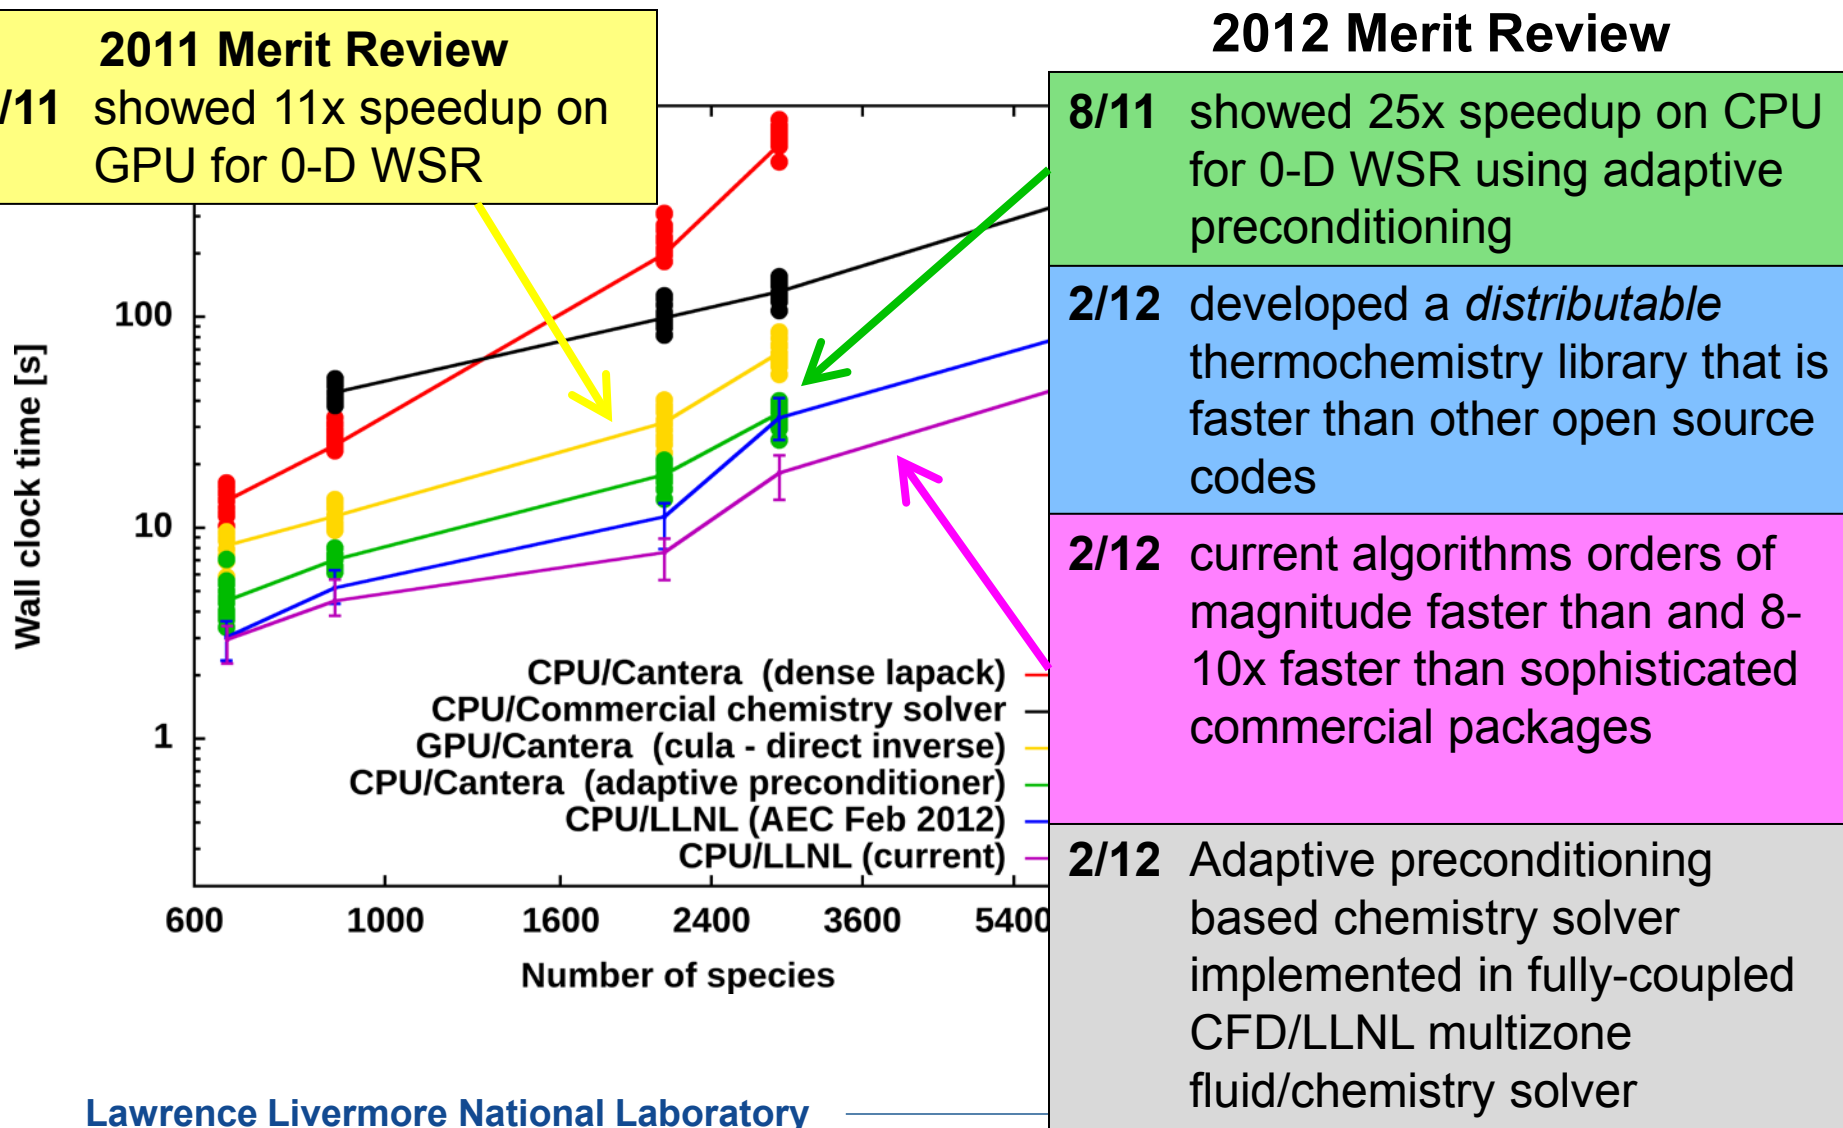 2011 Merit Review
/11 showed 11x speedup on
GPU for 0-D WSR
2012 Merit Review
8/11 showed 25x speedup on CPU
for 0-D WSR using adaptive
preconditioning
2/12 developed a distributable
thermochemistry library that is
faster than other open source
codes
2/12 current algorithms orders of
magnitude faster than and 8-
10x faster than sophisticated
commercial packages
2/12 Adaptive preconditioning
based chemistry solver
implemented in fully-coupled
CFD/LLNL multizone
fluid/chemistry solver
Wall clock time [s]
100
10
1
CPU/Cantera (dense lapack)
CPU/Commercial chemistry solver
GPU/Cantera (cula - direct inverse)
CPU/Cantera (adaptive preconditioner)
CPU/LLNL (AEC Feb 2012)
CPU/LLNL (current)
600 1000 1600 2400 3600 5400
Number of species
Lawrence Livermore National Laboratory